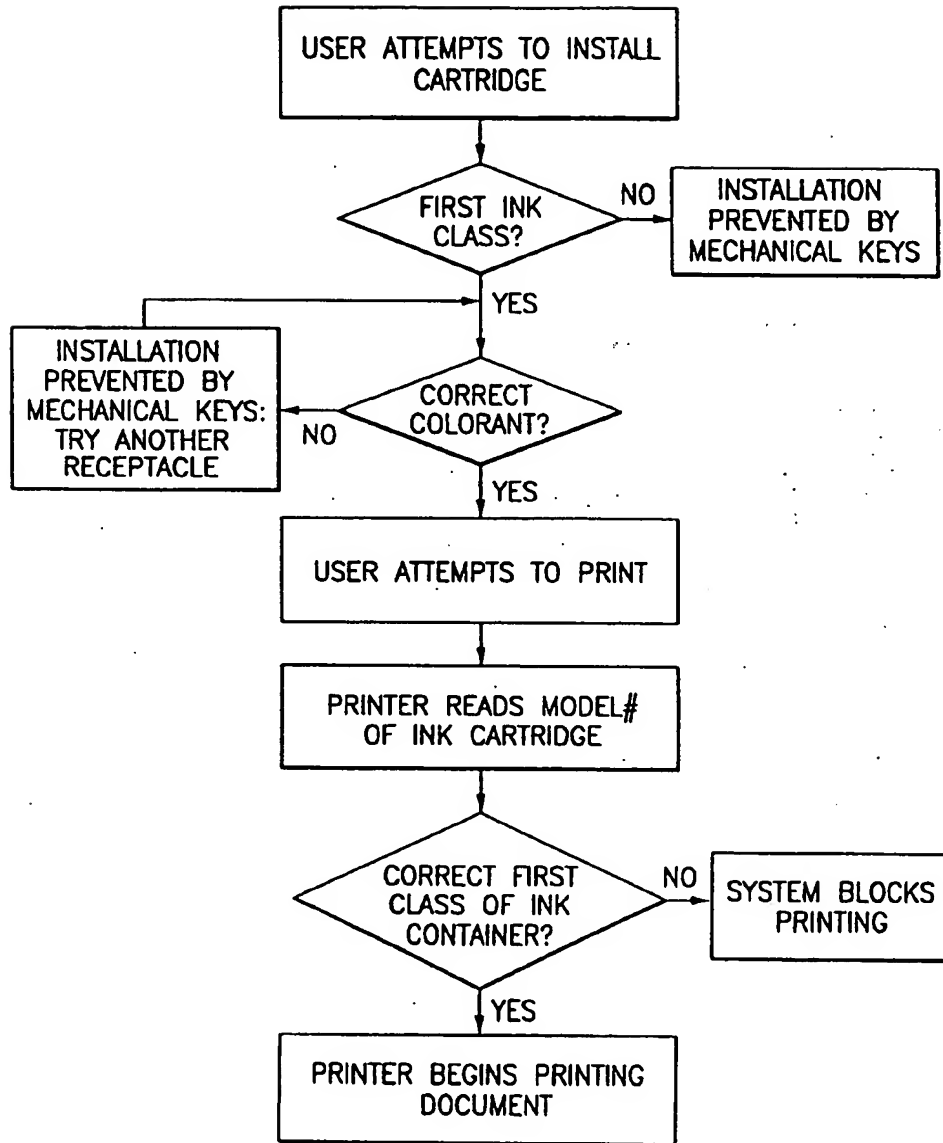 USER ATTEMPTS TO INSTALL
CARTRIDGE
FIRST INK
CLASS?
NO
INSTALLATION
PREVENTED BY
MECHANICAL KEYS
YES
INSTALLATION
PREVENTED BY
MECHANICAL KEYS:
TRY ANOTHER
RECEPTACLE
NO
CORRECT
COLORANT?
YES
USER ATTEMPTS TO PRINT
PRINTER READS MODEL#
OF INK CARTRIDGE
CORRECT FIRST
CLASS OF INK
CONTAINER?
NO
SYSTEM BLOCKS
PRINTING
YES
PRINTER BEGINS PRINTING
DOCUMENT